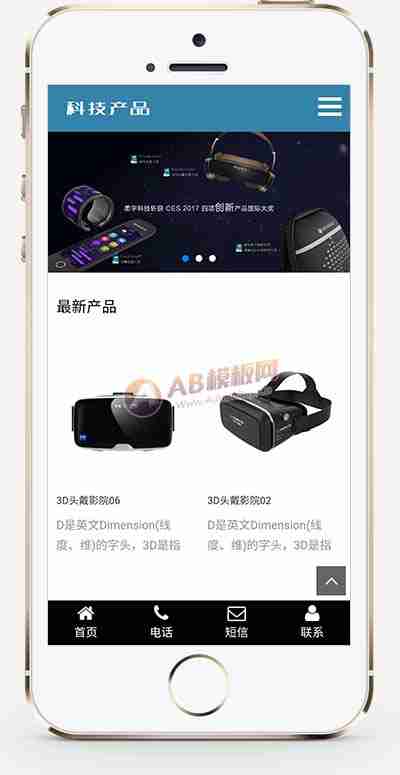 科技产品
柔宇科技斩获 CES 2017 四项创新产品国际大奖
最新产品
AB模板网
3D头戴影院06
3D头戴影院02
D是英文Dimension(线
度、维)的字头，3D是指
D是英文Dimension(线
度、维)的字头，3D是指
首页
电话
短信
联系